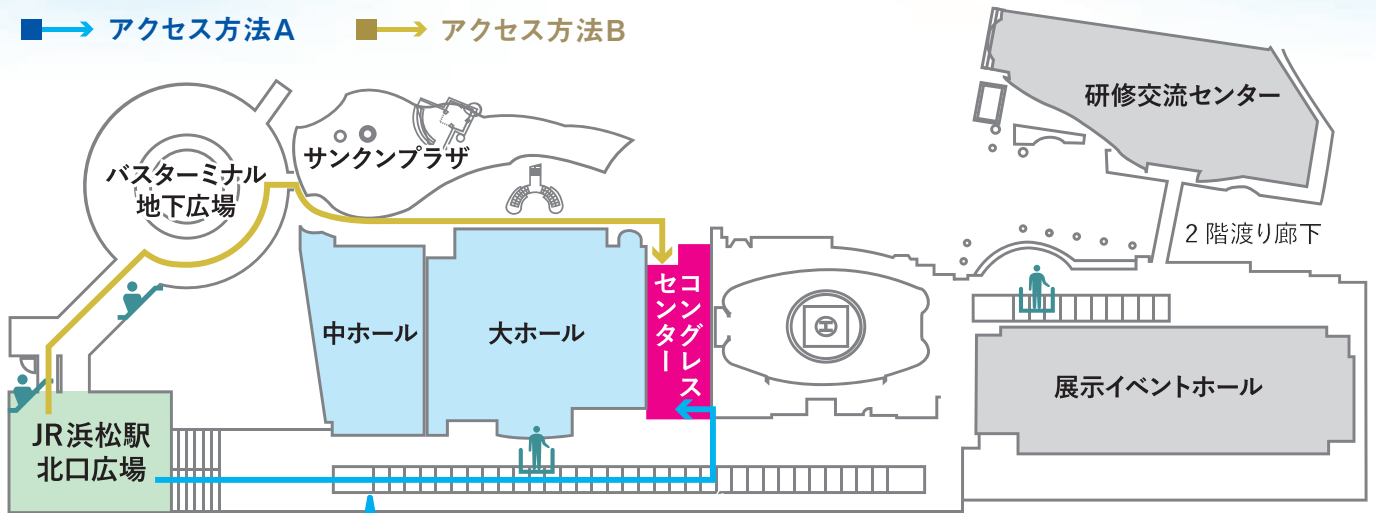 アクセス方法A
アクセス方法B
研修交流センター
サンクンプラザ
バスターミナル
地下広場
2階渡り廊下
コングレス
センター
中ホール
大ホール
展示イベントホール
JR浜松駅
北口広場